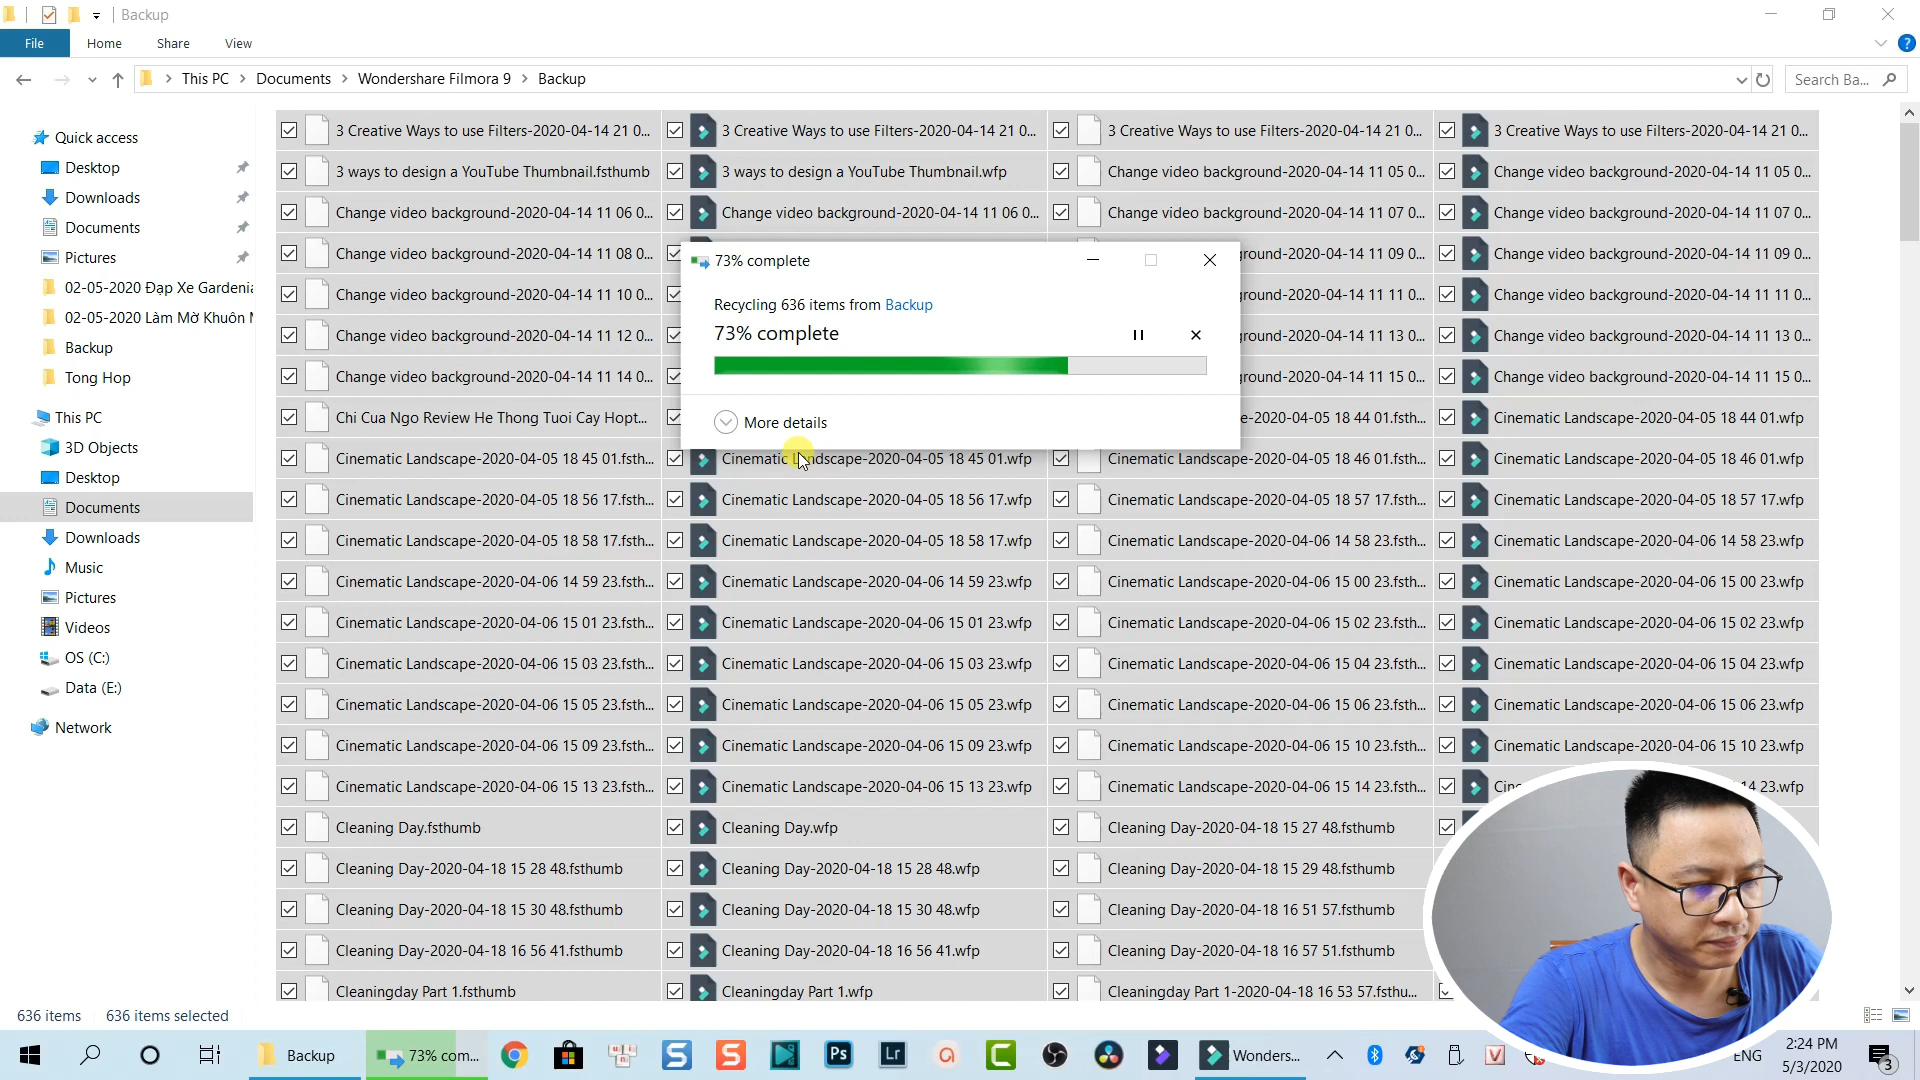 Backup
File Home Share View
This PC Documents Wondershare Filmora 9 Backup
Search Ba...
Quick access
Desktop
Downloads
Documents
Pictures
02-05-2020 Đạp Xe Gardenia
02-05-2020 Làm Mờ Khuôn M
Backup
Tong Hop
This PC
3D Objects
Desktop
Documents
Downloads
Music
Pictures
Videos
OS (C:)
Data (E:)
Network
3 Creative Ways to use Filters-2020-04-14 21 0... 3 Creative Ways to use Filters-2020-04-14 21 0... 3 Creative Ways to use Filters-2020-04-14 21 0... 3 Creative Ways to use Filters-2020-04-14 21 0...
3 ways to design a YouTube Thumbnail.fsthumb 3 ways to design a YouTube Thumbnail.wfp Change video background-2020-04-14 11 05 0... Change video background-2020-04-14 11 05 0...
Change video background-2020-04-14 11 06 0... Change video background-2020-04-14 11 06 0... Change video background-2020-04-14 11 07 0... Change video background-2020-04-14 11 07 0...
Change video background-2020-04-14 11 08 0... ground-2020-04-14 11 09 0... Change video background-2020-04-14 11 09 0...
Change video background-2020-04-14 11 10 0... round-2020-04-14 11 11 0... Change video background-2020-04-14 11 11 0...
Change video background-2020-04-14 11 12 0... ground-2020-04-14 11 13 0... Change video background-2020-04-14 11 13 0...
Change video background-2020-04-14 11 14 0... ground-2020-04-14 11 15 0... Change video background-2020-04-14 11 15 0...
Chi Cua Ngo Review He Thong Tuoi Cay Hopt... e-2020-04-05 18 44 01.fsthumb Cinematic Landscape-2020-04-05 18 44 01.wfp
Cinematic Landscape-2020-04-05 18 45 01.fsth... Cinematic Landscape-2020-04-05 18 45 01.wfp Cinematic Landscape-2020-04-05 18 46 01.fsth... Cinematic Landscape-2020-04-05 18 46 01.wfp
Cinematic Landscape-2020-04-05 18 56 17.fsth... Cinematic Landscape-2020-04-05 18 56 17.wfp Cinematic Landscape-2020-04-05 18 57 17.fsth... Cinematic Landscape-2020-04-05 18 57 17.wfp
Cinematic Landscape-2020-04-05 18 58 17.fsth... Cinematic Landscape-2020-04-05 18 58 17.wfp Cinematic Landscape-2020-04-06 14 58 23.fsth... Cinematic Landscape-2020-04-06 14 58 23.wfp
Cinematic Landscape-2020-04-06 14 59 23.fsth... Cinematic Landscape-2020-04-06 14 59 23.wfp Cinematic Landscape-2020-04-06 15 00 23.fsth... Cinematic Landscape-2020-04-06 15 00 23.wfp
Cinematic Landscape-2020-04-06 15 01 23.fsth... Cinematic Landscape-2020-04-06 15 01 23.wfp Cinematic Landscape-2020-04-06 15 02 23.fsth... Cinematic Landscape-2020-04-06 15 02 23.wfp
Cinematic Landscape-2020-04-06 15 03 23.fsth... Cinematic Landscape-2020-04-06 15 03 23.wfp Cinematic Landscape-2020-04-06 15 04 23.fsth... Cinematic Landscape-2020-04-06 15 04 23.wfp
Cinematic Landscape-2020-04-06 15 05 23.fsth... Cinematic Landscape-2020-04-06 15 05 23.wfp Cinematic Landscape-2020-04-06 15 06 23.fsth... Cinematic Landscape-2020-04-06 15 06 23.wfp
Cinematic Landscape-2020-04-06 15 09 23.fsth... Cinematic Landscape-2020-04-06 15 09 23.wfp Cinematic Landscape-2020-04-06 15 10 23.fsth... Cinematic Landscape-2020-04-06 15 10 23.wfp
Cinematic Landscape-2020-04-06 15 13 23.fsth... Cinematic Landscape-2020-04-06 15 13 23.wfp Cinematic Landscape-2020-04-06 15 14 23.fsth... 14 23.wfp
Cleaning Day.fsthumb Cleaning Day.wfp Cleaning Day-2020-04-18 15 27 48.fsthumb
Cleaning Day-2020-04-18 15 28 48.fsthumb Cleaning Day-2020-04-18 15 28 48.wfp Cleaning Day-2020-04-18 15 29 48.fsthumb
Cleaning Day-2020-04-18 15 30 48.fsthumb Cleaning Day-2020-04-18 15 30 48.wfp Cleaning Day-2020-04-18 16 51 57.fsthumb
Cleaning Day-2020-04-18 16 56 41.fsthumb Cleaning Day-2020-04-18 16 56 41.wfp Cleaning Day-2020-04-18 16 57 51.fsthumb
Cleaningday Part 1.fsthumb Cleaningday Part 1.wfp Cleaningday Part 1-2020-04-18 16 53 57.fsthu...
73% complete
Recycling 636 items from Backup
73% complete
More details
636 items 636 items selected
Backup 73% com... Ps Lr Wonders... ENG
2:24 PM
5/3/2020
3